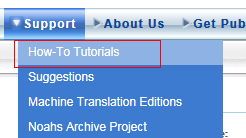 Support About Us Get Pub
How-To Tutorials
Suggestions
Machine Translation Editions
Noahs Archive Project